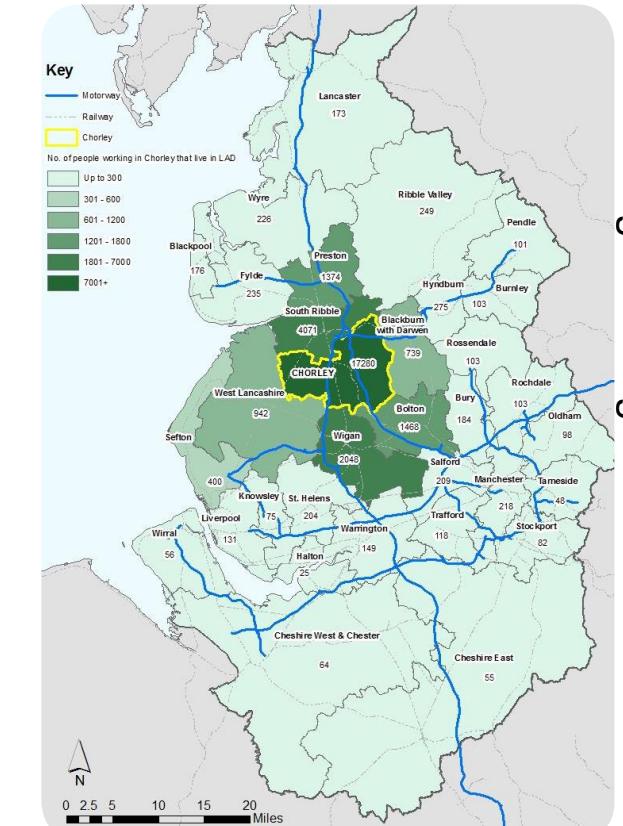 Key
Motorway
Railway
Chorley
No. of people working in Chorley that live in LAD
Up to 300
301 - 600
601 - 1200
1201 - 1800
1801 - 7000
7001+
Lancaster
173
Ribble Valley
249
Wyre
226
Pendle
101
Blackpool
176
Preston
1374
Fylde
235
Hyndburn
275
Burnley
103
South Ribble
4071
Blackburn
with Darwen
739
Rossendale
103
CHORLEY
17280
West Lancashire
942
Bolton
1468
Bury
184
Rochdale
103
Oldham
98
Sefton
400
Wigan
2048
Salford
209
Manchester
218
Tameside
48
Knowsley
75
St. Helens
204
Liverpool
131
Warrington
149
Trafford
118
Stockport
82
Wirral
56
Halton
25
Cheshire West & Chester
64
Cheshire East
55
N
0 2.5 5 10 15 20
Miles